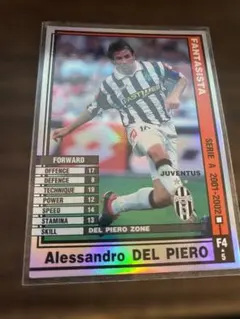 FANTASISTA
SERIE A 2001-2002
FORWARD
OFFENCE 17
DEFENCE 8
TECHNIQUE 19
POWER 12
SPEED 14
STAMINA 13
SKILL DEL PIERO ZONE
JUVENTUS
F4
Alessandro DEL PIERO